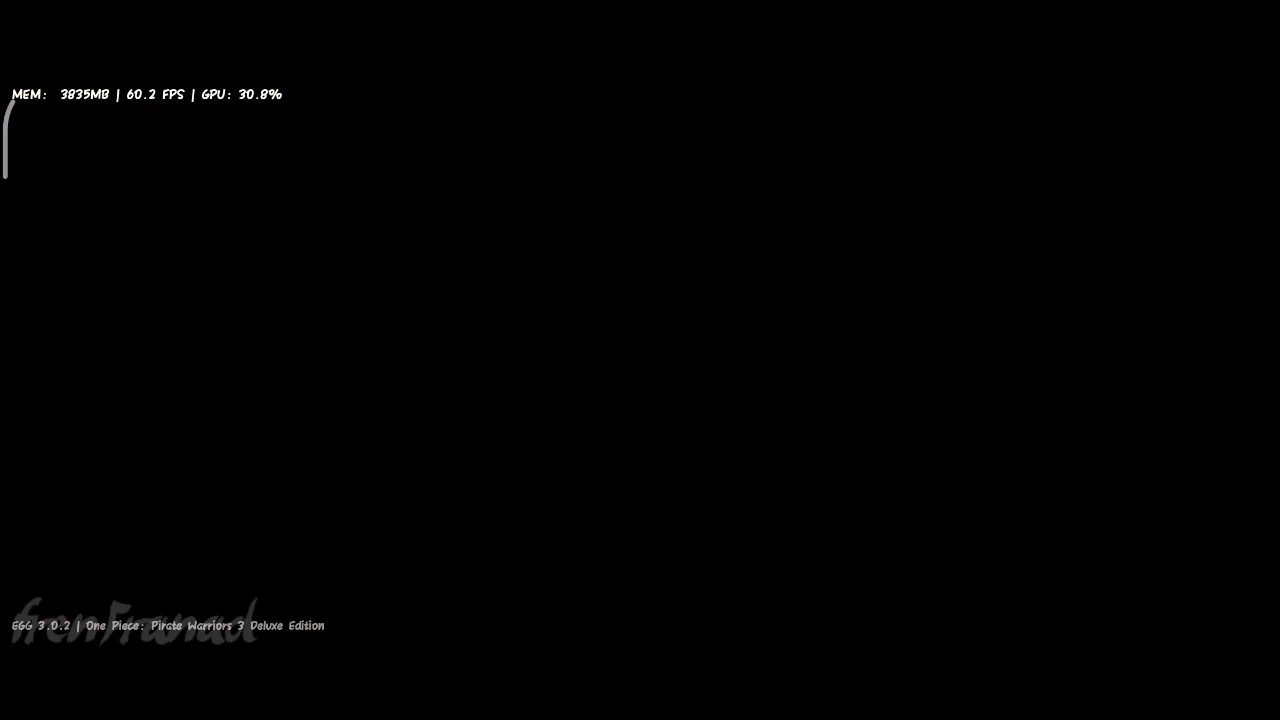 MEM: 3835MB | 60.2 FPS | GPU: 30.8%
EGG 3.0.2 | One Piece: Pirate Warriors 3 Deluxe Edition